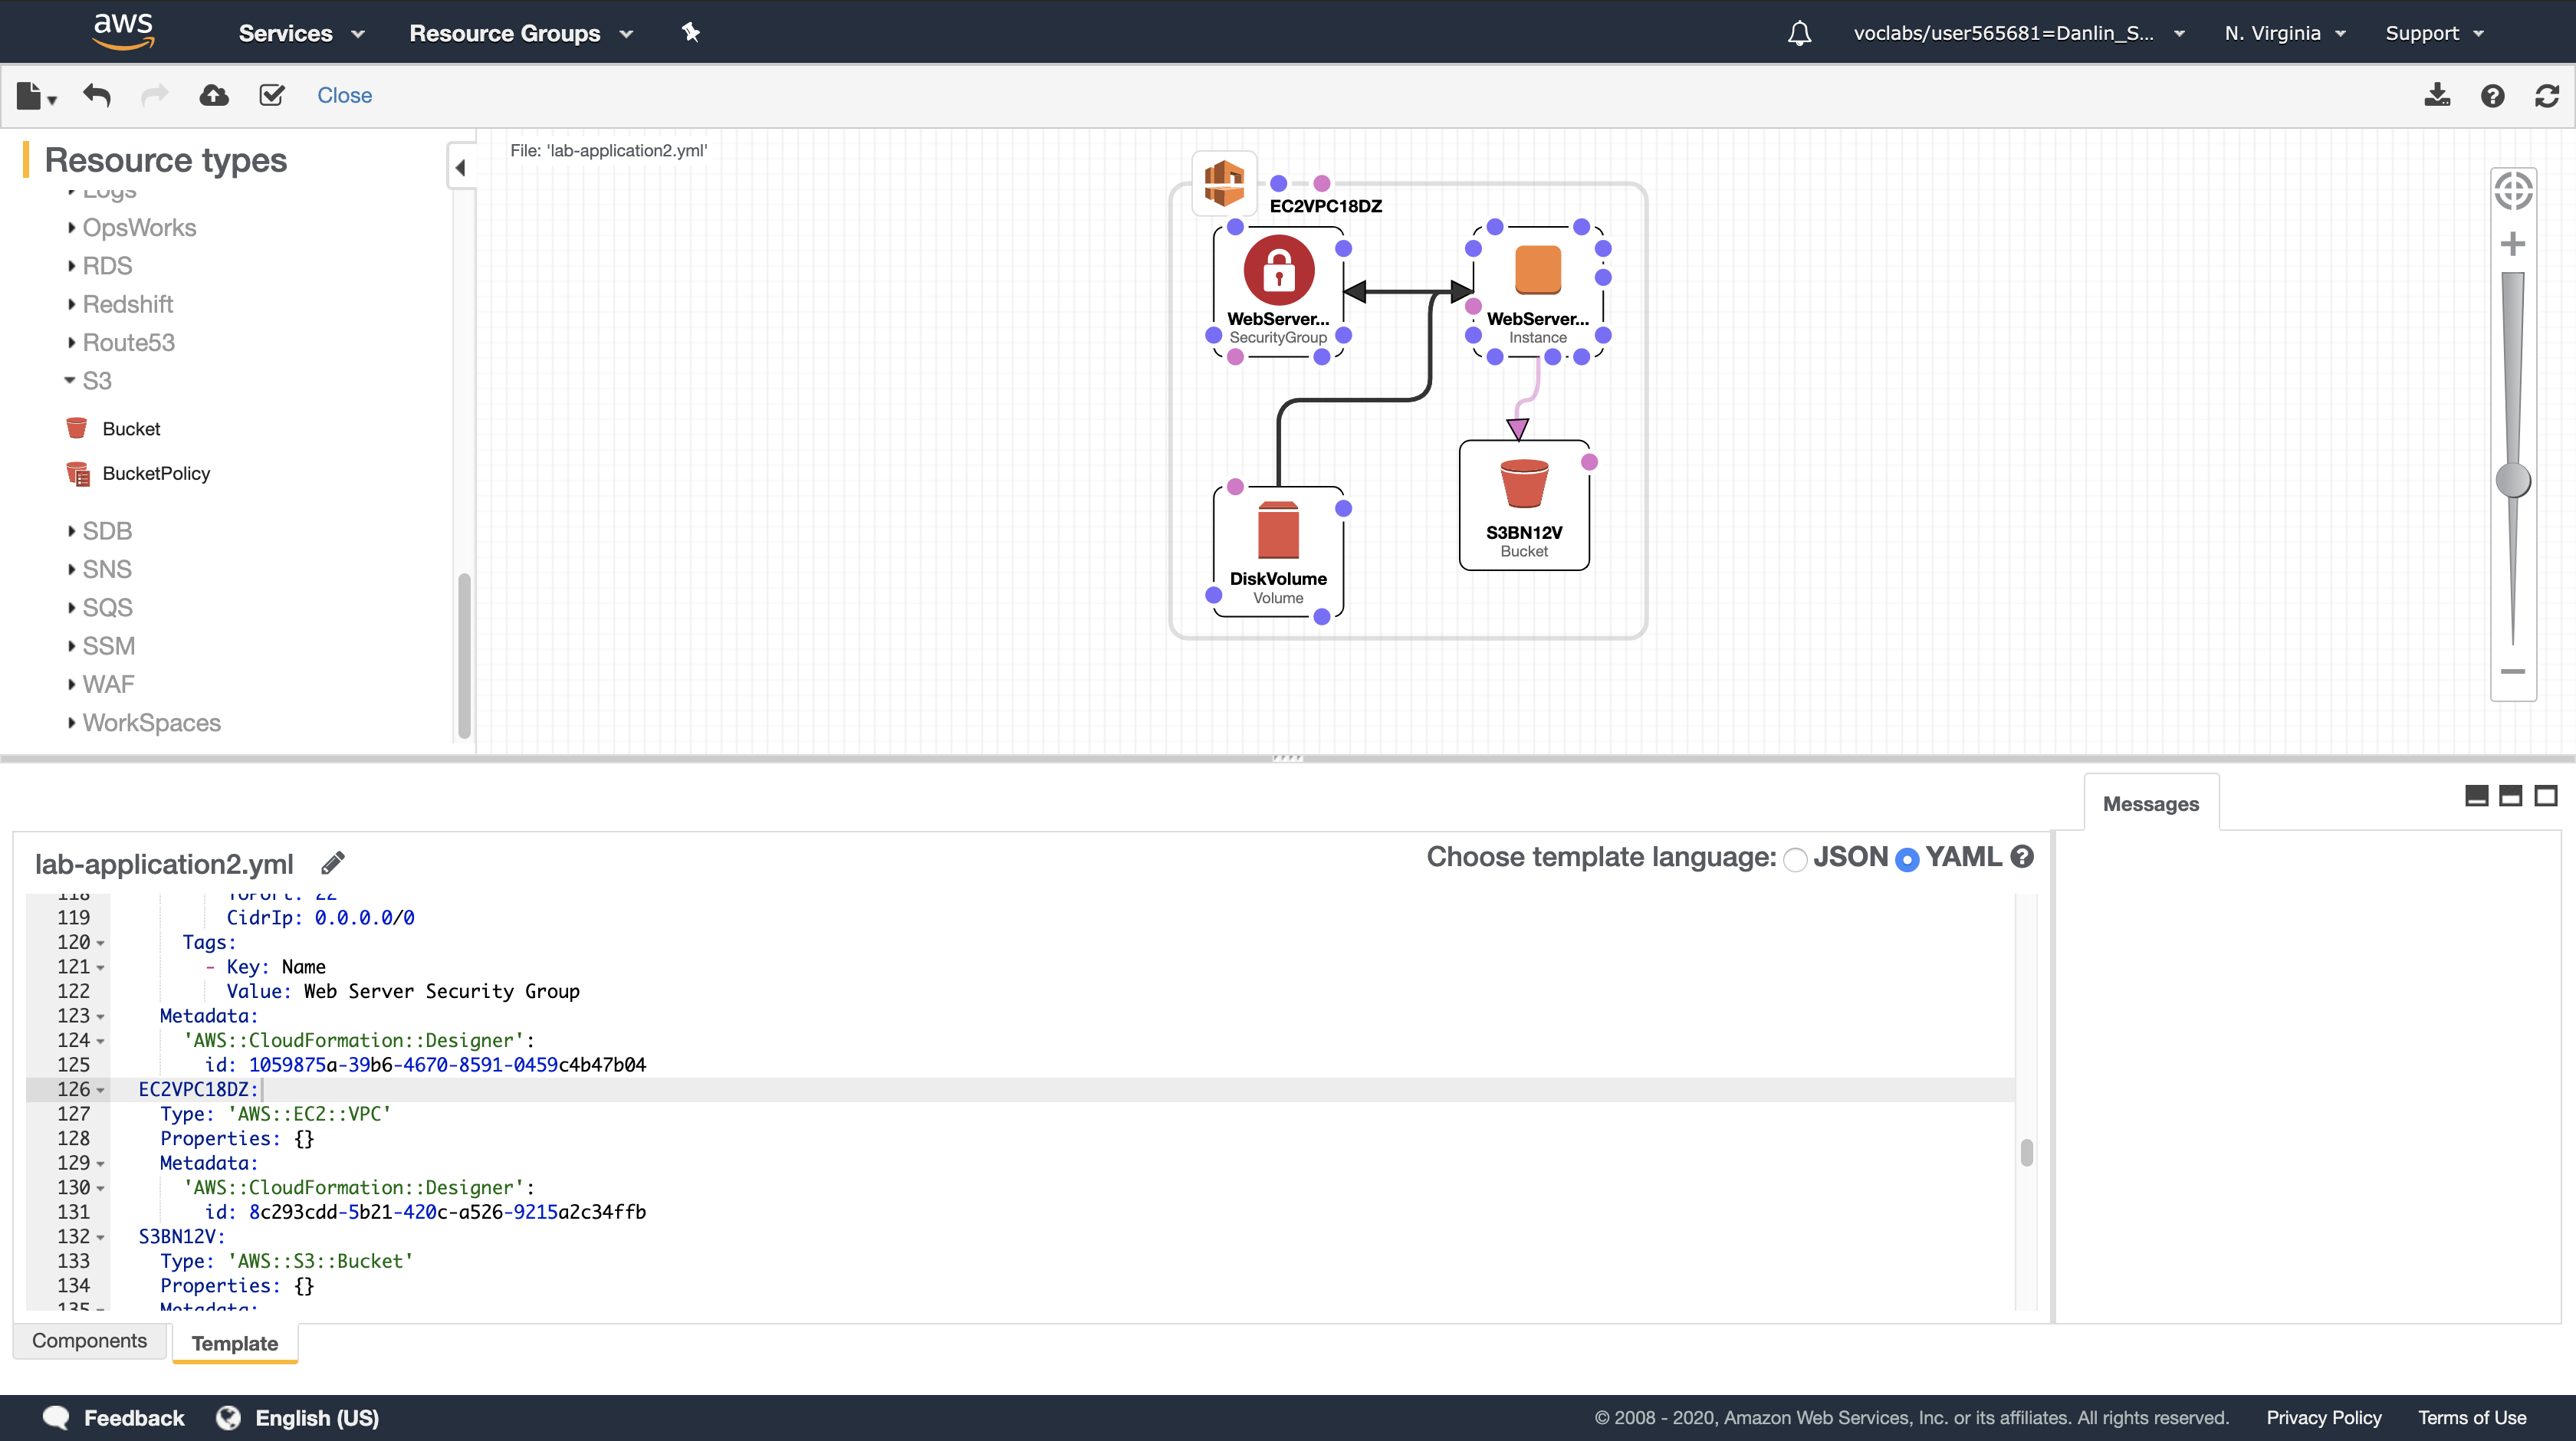 aws
Services
Resource Groups
voclabs/user565681=Danlin_S...
N. Virginia
Support
Close
Resource types
Logs
OpsWorks
RDS
Redshift
Route53
S3
Bucket
BucketPolicy
SDB
SNS
SQS
SSM
WAF
WorkSpaces
File: 'lab-application2.yml'
EC2VPC18DZ
WebServer...
SecurityGroup
WebServer...
Instance
S3BN12V
Bucket
DiskVolume
Volume
Messages
lab-application2.yml
Choose template language: JSON YAML
118 ToPort: 22
119 CidrIp: 0.0.0.0/0
120 Tags:
121 - Key: Name
122 Value: Web Server Security Group
123 Metadata:
124 'AWS::CloudFormation::Designer':
125 id: 1059875a-39b6-4670-8591-0459c4b47b04
126 EC2VPC18DZ:
127 Type: 'AWS::EC2::VPC'
128 Properties: {}
129 Metadata:
130 'AWS::CloudFormation::Designer':
131 id: 8c293cdd-5b21-420c-a526-9215a2c34ffb
132 S3BN12V:
133 Type: 'AWS::S3::Bucket'
134 Properties: {}
135 Metadata:
Components
Template
Feedback
English (US)
© 2008 - 2020, Amazon Web Services, Inc. or its affiliates. All rights reserved.
Privacy Policy
Terms of Use